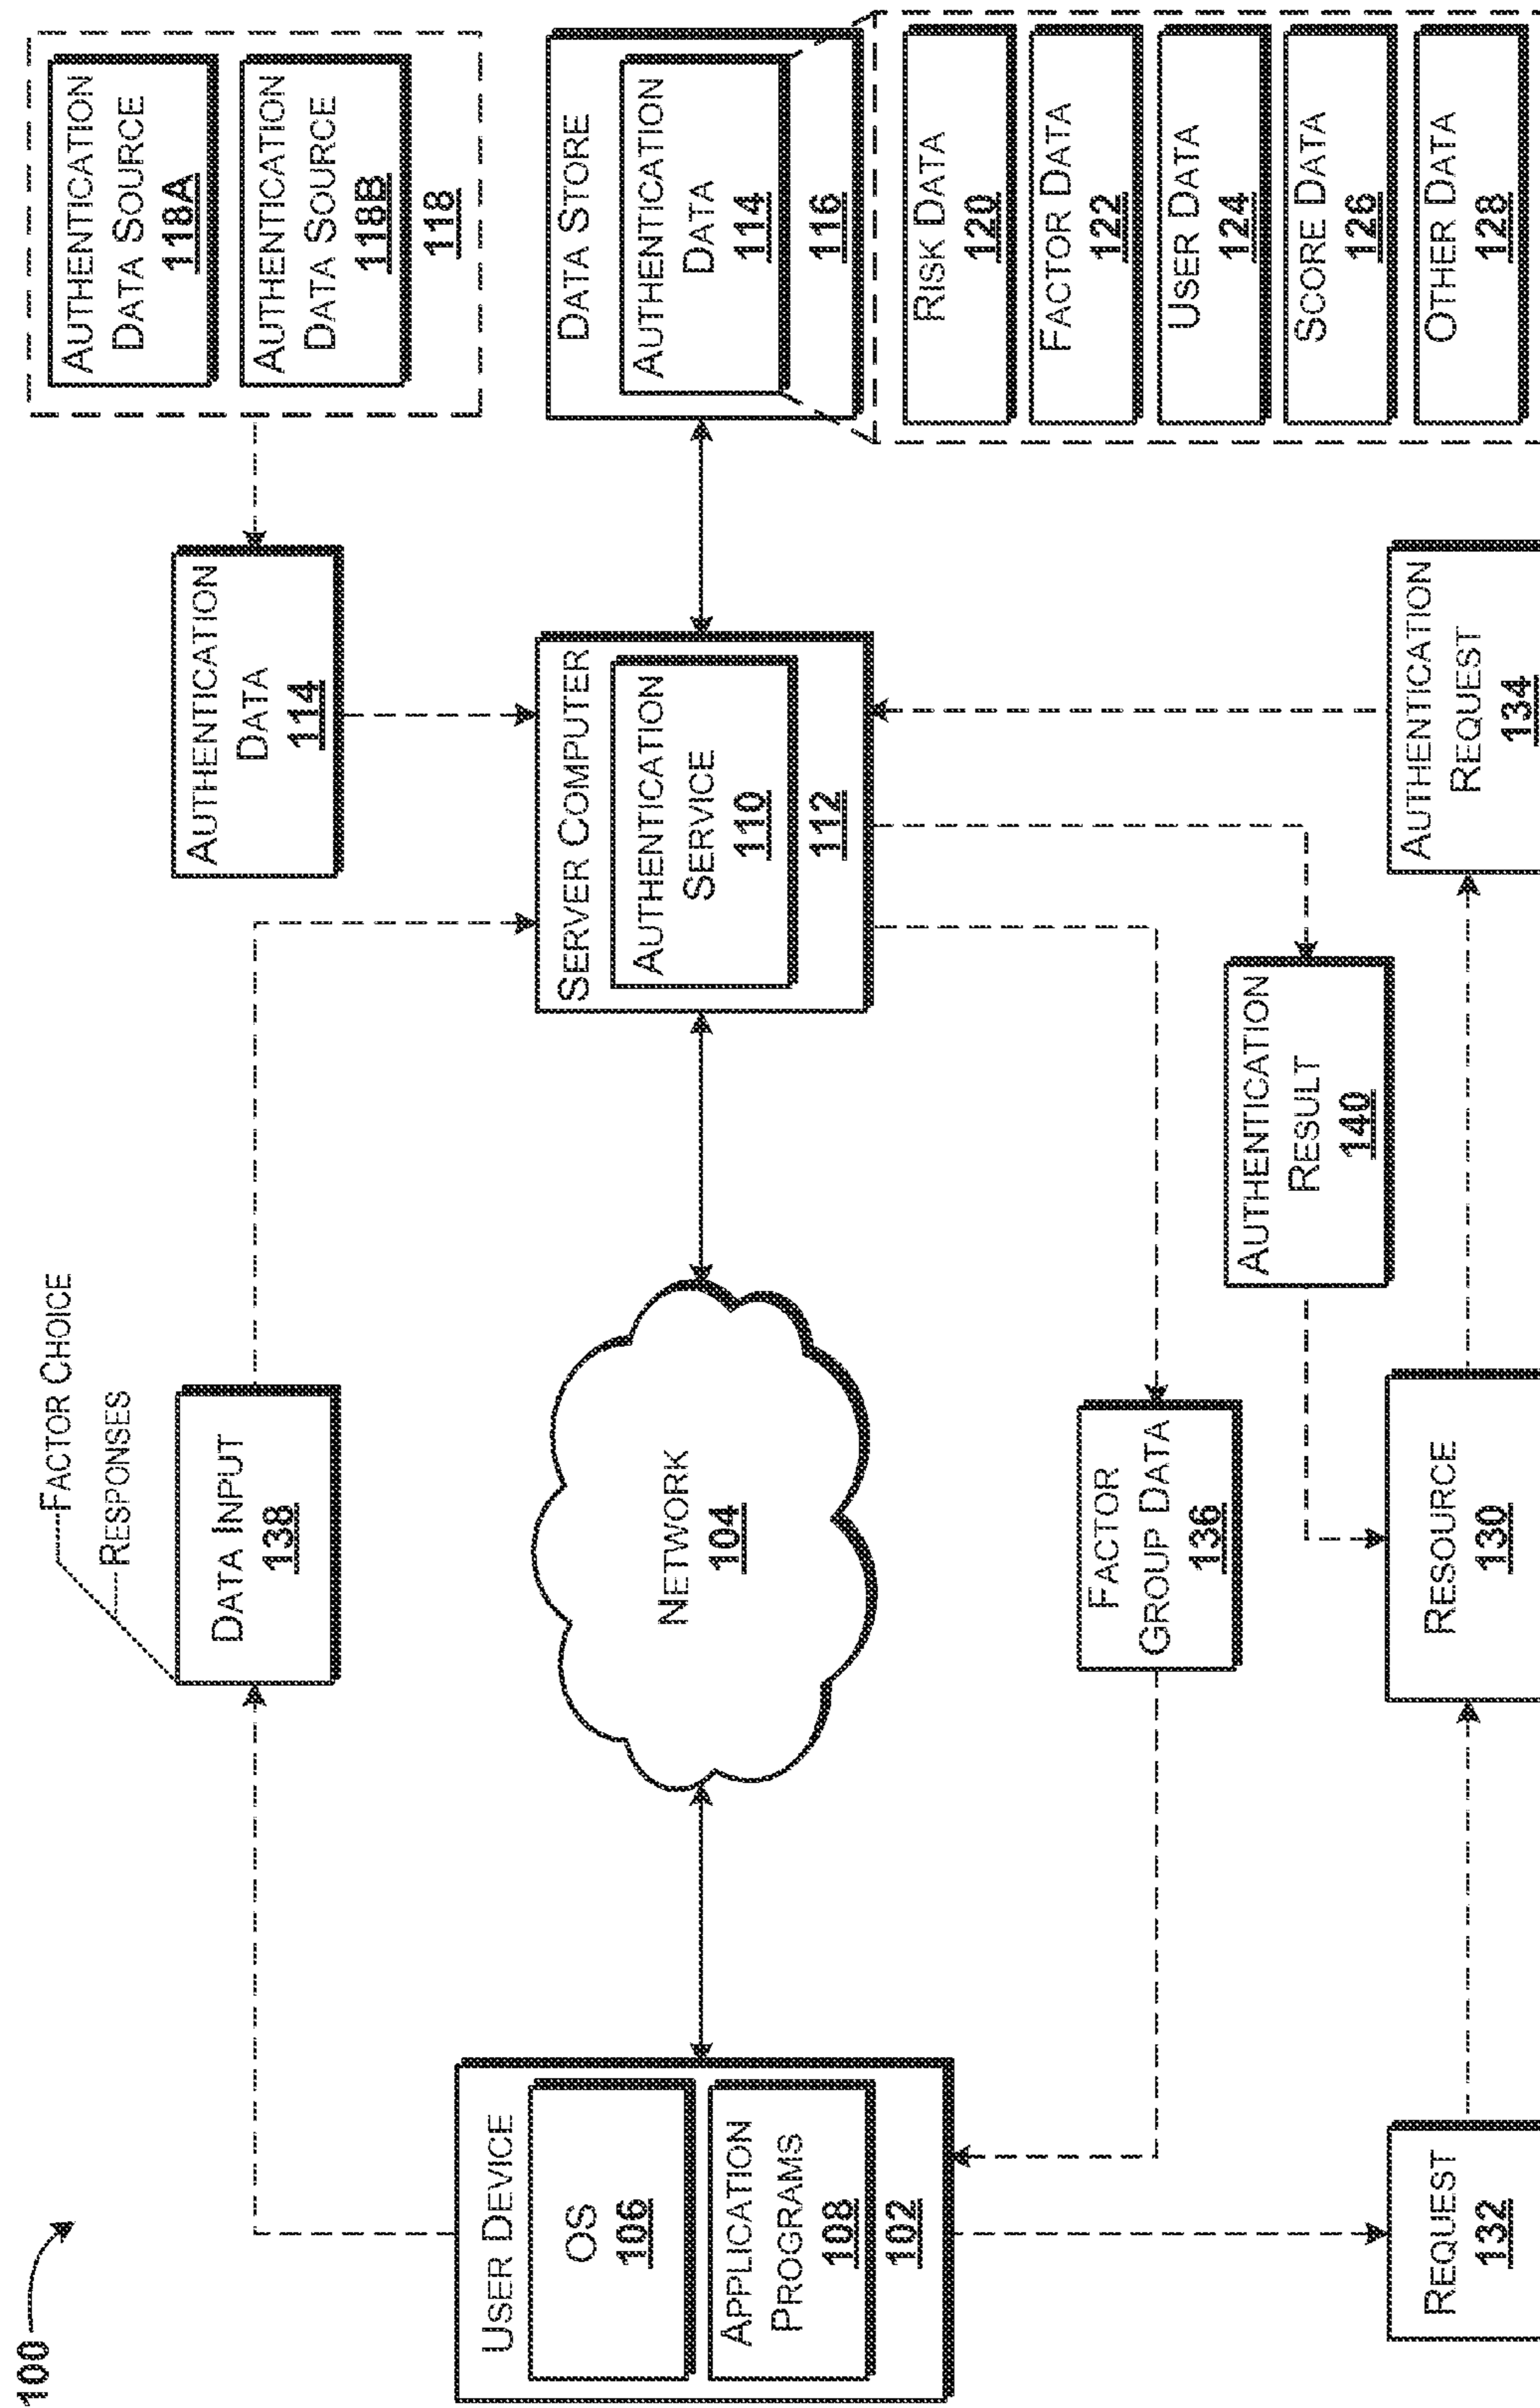 100
FACTOR CHOICE
RESPONSES
DATA INPUT
138
AUTHENTICATION
DATA
114
AUTHENTICATION
DATA SOURCE
118A
AUTHENTICATION
DATA SOURCE
118B
118
USER DEVICE
OS
106
APPLICATION
PROGRAMS
108
102
NETWORK
104
SERVER COMPUTER
AUTHENTICATION
SERVICE
110
112
DATA STORE
AUTHENTICATION
DATA
114
116
RISK DATA
120
FACTOR DATA
122
USER DATA
124
SCORE DATA
126
OTHER DATA
128
FACTOR
GROUP DATA
136
AUTHENTICATION
RESULT
140
REQUEST
132
RESOURCE
130
AUTHENTICATION
REQUEST
134